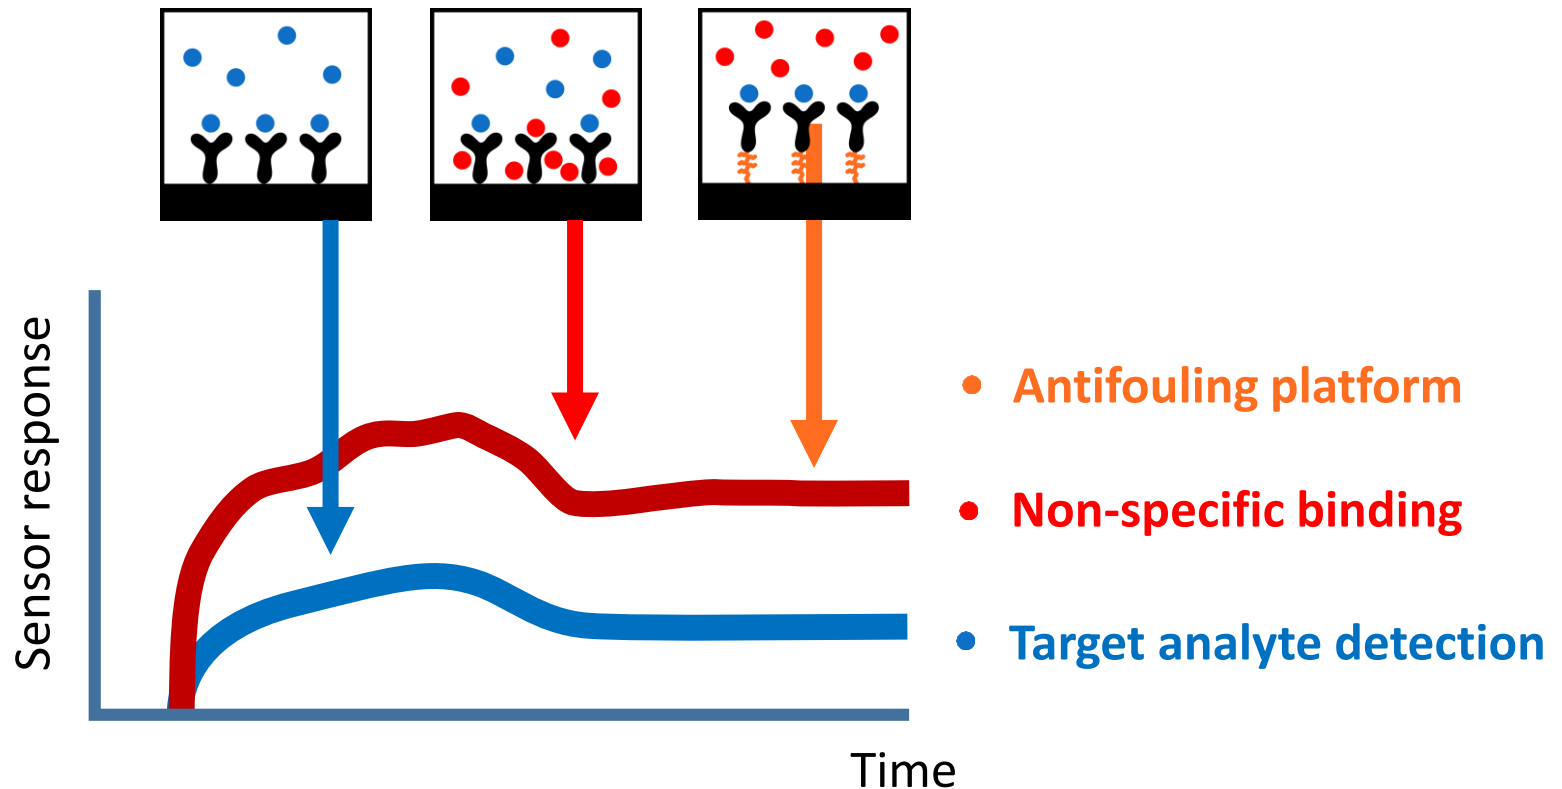 Sensor response
Antifouling platform
Non-specific binding
Target analyte detection
Time